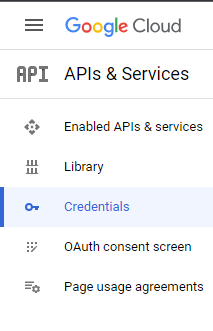 Google Cloud
API APIs & Services
Enabled APIs & services
Library
Credentials
OAuth consent screen
Page usage agreements